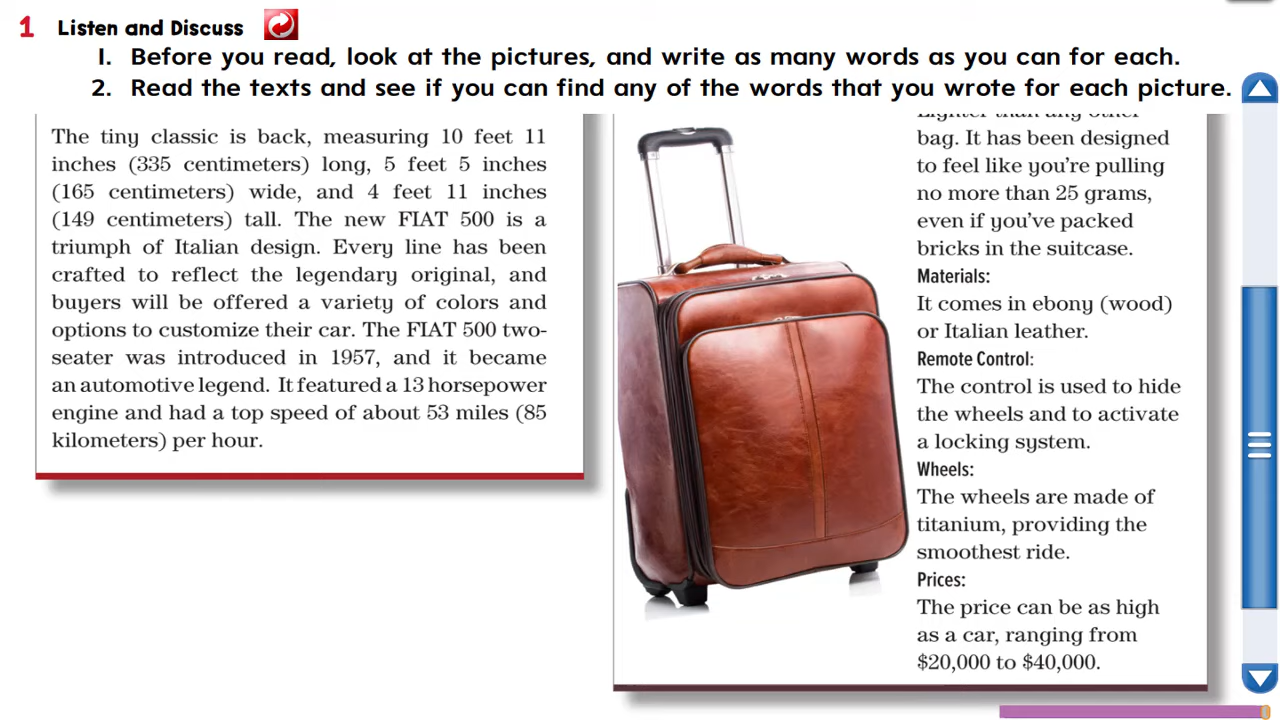 1 Listen and Discuss
1. Before you read, look at the pictures, and write as many words as you can for each.
2. Read the texts and see if you can find any of the words that you wrote for each picture.
The tiny classic is back, measuring 10 feet 11
inches (335 centimeters) long, 5 feet 5 inches
(165 centimeters) wide, and 4 feet 11 inches
(149 centimeters) tall. The new FIAT 500 is a
triumph of Italian design. Every line has been
crafted to reflect the legendary original, and
buyers will be offered a variety of colors and
options to customize their car. The FIAT 500 two-
seater was introduced in 1957, and it became
an automotive legend. It featured a 13 horsepower
engine and had a top speed of about 53 miles (85
kilometers) per hour.
Lighter than any other
bag. It has been designed
to feel like you're pulling
no more than 25 grams,
even if you've packed
bricks in the suitcase.
Materials:
It comes in ebony (wood)
or Italian leather.
Remote Control:
The control is used to hide
the wheels and to activate
a locking system.
Wheels:
The wheels are made of
titanium, providing the
smoothest ride.
Prices:
The price can be as high
as a car, ranging from
$20,000 to $40,000.